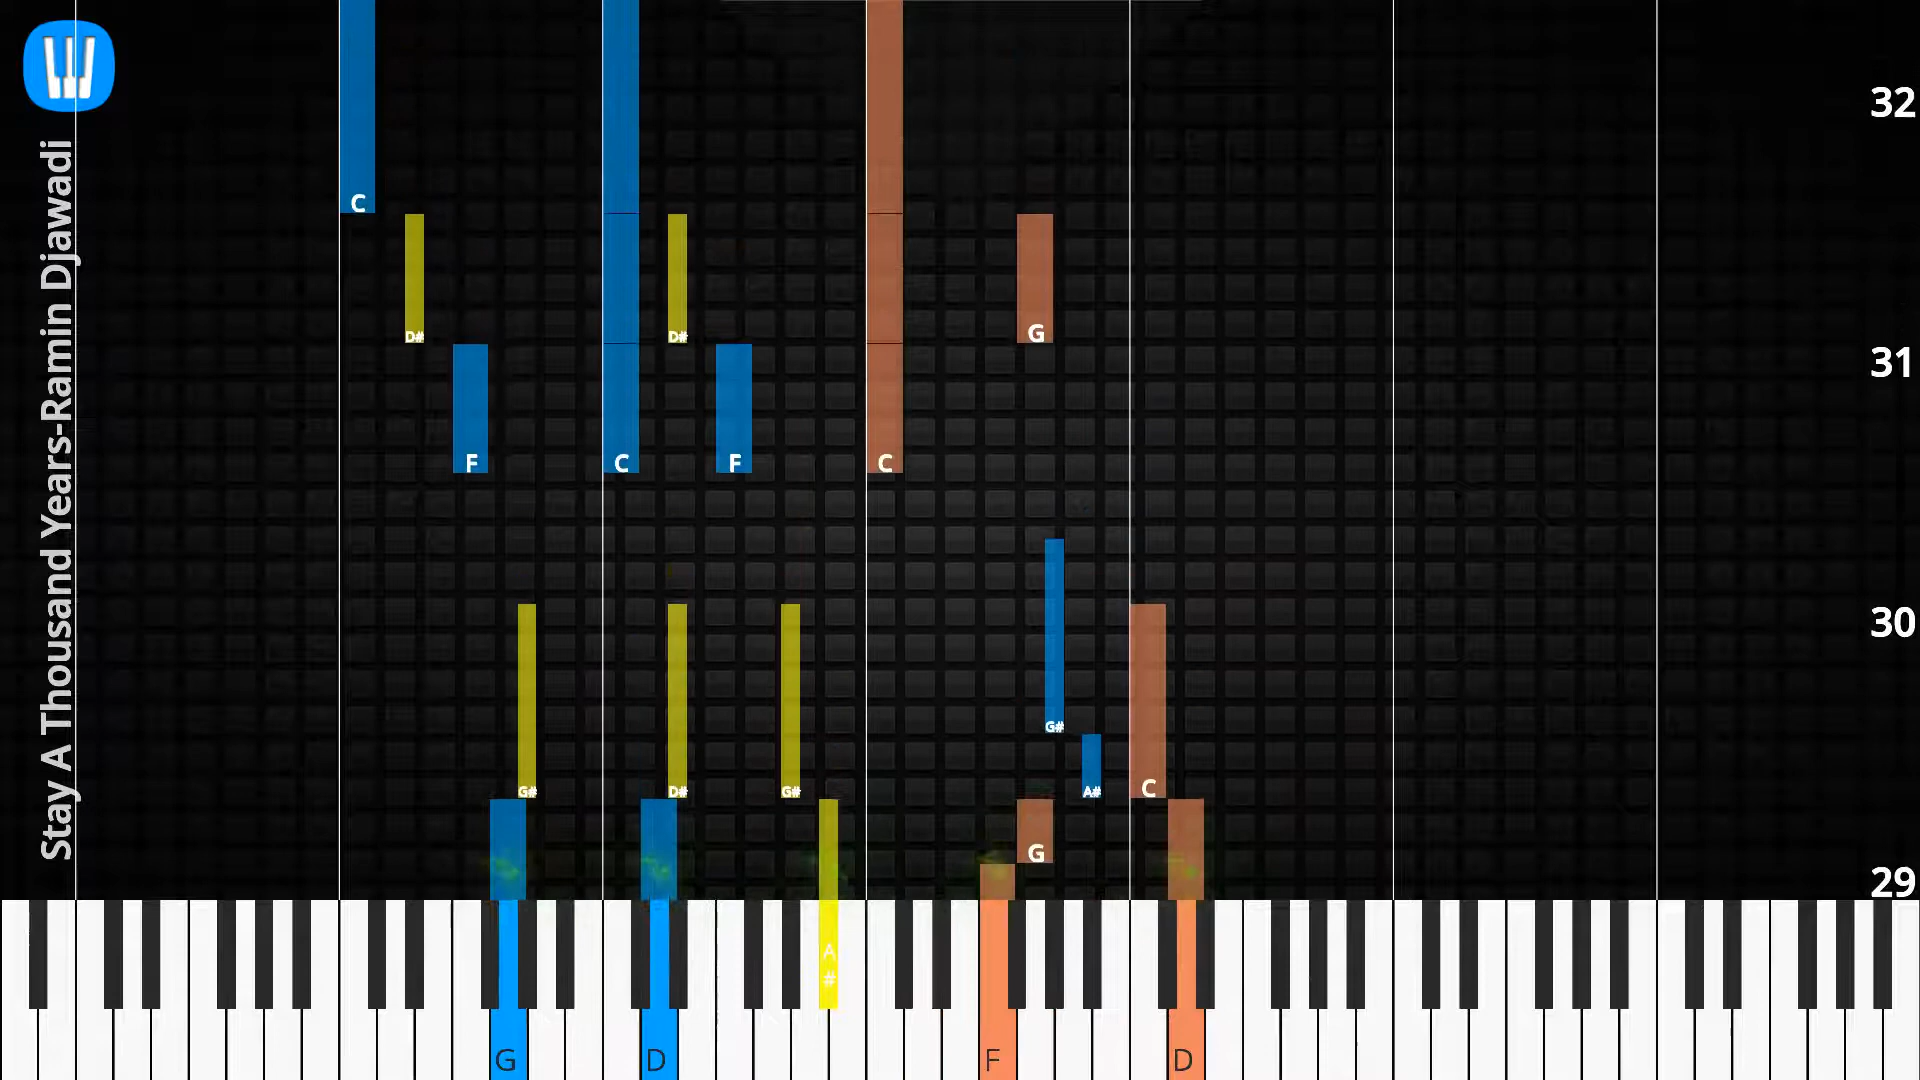 Stay A Thousand Years-Ramin Djawadi
32
C
D#
D#
G
31
F
C
F
C
30
G#
G#
D#
G#
A#
C
G
29
A
#
G
D
F
D